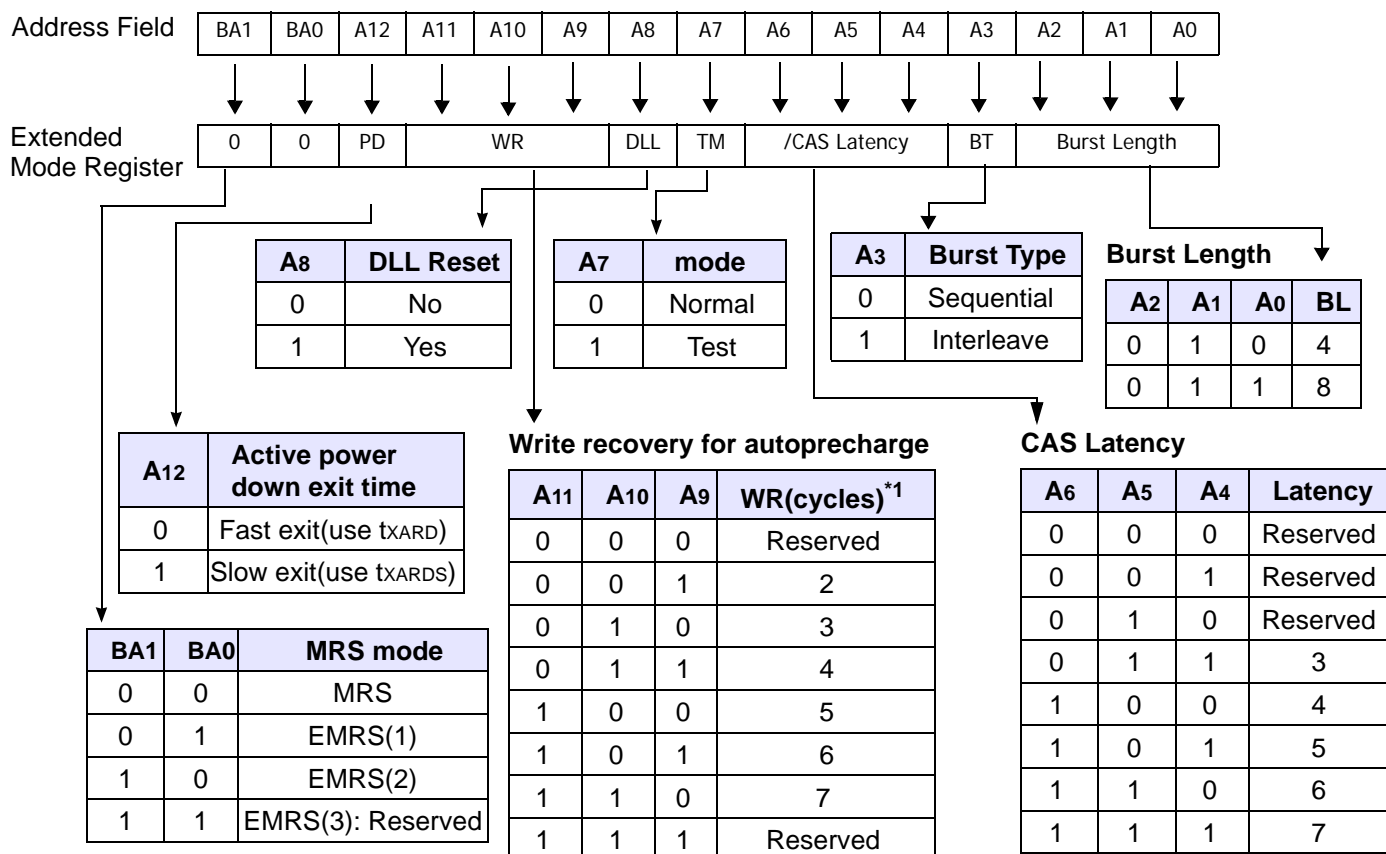 Address Field BA1 BA0 A12 A11 A10 A9 A8 A7 A6 A5 A4 A3 A2 A1 A0
Extended
Mode Register
0 0 PD WR DLL TM /CAS Latency BT Burst Length
A8 DLL Reset
0 No
1 Yes
A7 mode
0 Normal
1 Test
A3 Burst Type
0 Sequential
1 Interleave
Burst Length
A2 A1 A0 BL
0 1 0 4
0 1 1 8
A12 Active power
down exit time
0 Fast exit(use tXARD)
1 Slow exit(use tXARDS)
BA1 BA0 MRS mode
0 0 MRS
0 1 EMRS(1)
1 0 EMRS(2)
1 1 EMRS(3): Reserved
Write recovery for autoprecharge
A11 A10 A9 WR(cycles)*1
0 0 0 Reserved
0 0 1 2
0 1 0 3
0 1 1 4
1 0 0 5
1 0 1 6
1 1 0 7
1 1 1 Reserved
CAS Latency
A6 A5 A4 Latency
0 0 0 Reserved
0 0 1 Reserved
0 1 0 Reserved
0 1 1 3
1 0 0 4
1 0 1 5
1 1 0 6
1 1 1 7